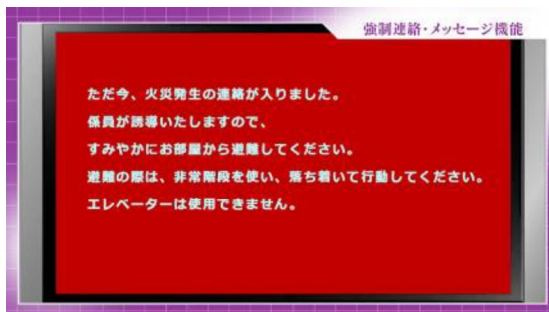 強制連絡・メッセージ機能
ただ今、火災発生の連絡が入りました。
係員が誘導いたしますので、
すみやかにお部屋から避難してください。
避難の際は、非常階段を使い、落ち着いて行動してください。
エレベーターは使用できません。